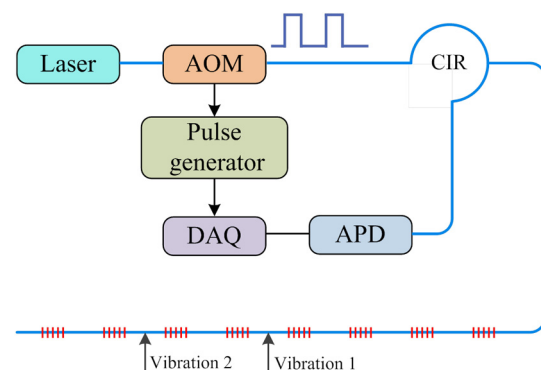 Laser
AOM
CIR
Pulse
generator
DAQ
APD
Vibration 2
Vibration 1